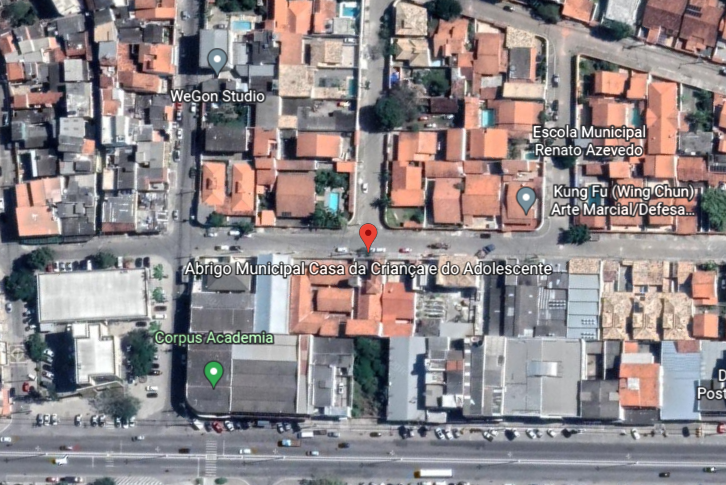 WeGon Studio
Escola Municipal
Renato Azevedo
Kung Fu (Wing Chun)
Arte Marcial/Defesa...
Abrigo Municipal Casa da Criança e do Adolescente
Corpus Academia
D
Post